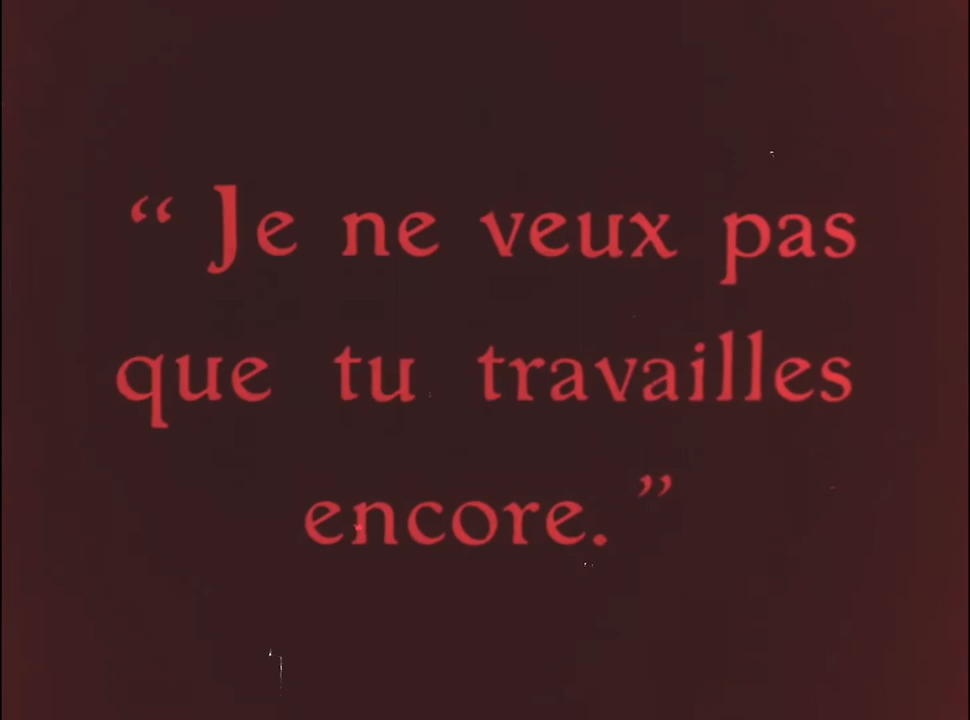 “ Je ne veux pas
que tu travailles
encore. ”